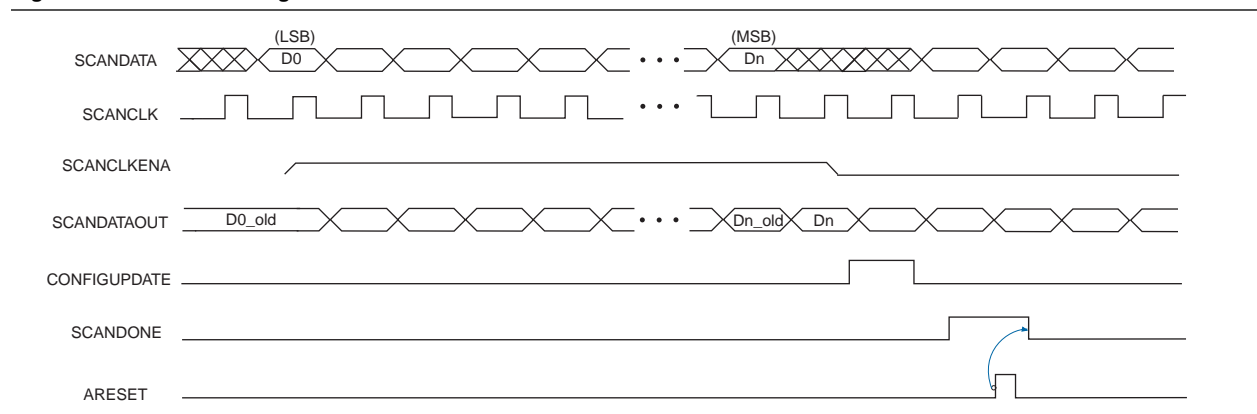 (LSB)
(MSB)
SCANDATA
D0
Dn
SCANCLK
SCANCLKENA
SCANDATAOUT
D0_old
Dn_old
Dn
CONFIGUPDATE
SCANDONE
ARESET